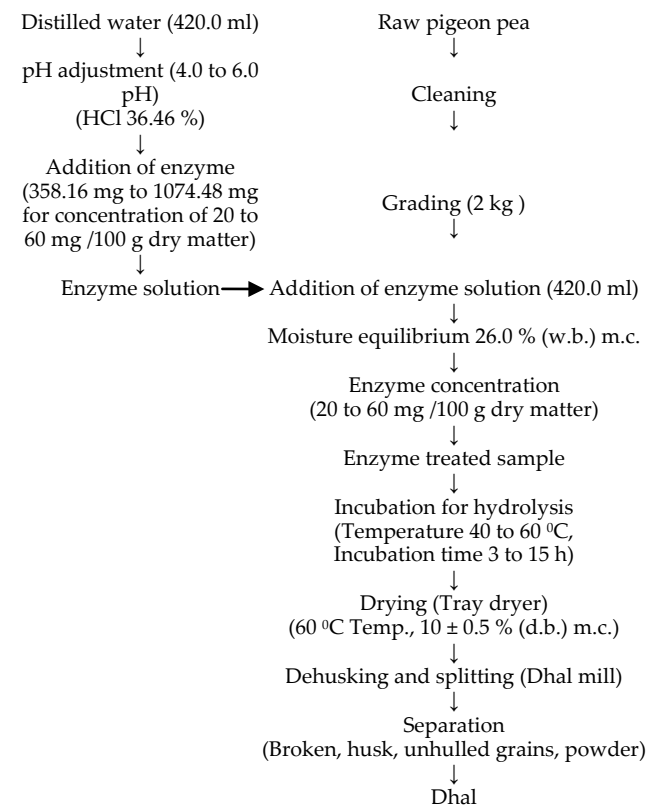 Distilled water (420.0 ml)
↓
pH adjustment (4.0 to 6.0
pH)
(HCl 36.46 %)
↓
Addition of enzyme
(358.16 mg to 1074.48 mg
for concentration of 20 to
60 mg /100 g dry matter)
↓
Enzyme solution
Raw pigeon pea
↓
Cleaning
↓
Grading (2 kg )
↓
Addition of enzyme solution (420.0 ml)
↓
Moisture equilibrium 26.0 % (w.b.) m.c.
↓
Enzyme concentration
(20 to 60 mg /100 g dry matter)
↓
Enzyme treated sample
↓
Incubation for hydrolysis
(Temperature 40 to 60 ⁰C,
Incubation time 3 to 15 h)
↓
Drying (Tray dryer)
(60 ⁰C Temp., 10 ± 0.5 % (d.b.) m.c.)
↓
Dehusking and splitting (Dhal mill)
↓
Separation
(Broken, husk, unhulled grains, powder)
↓
Dhal